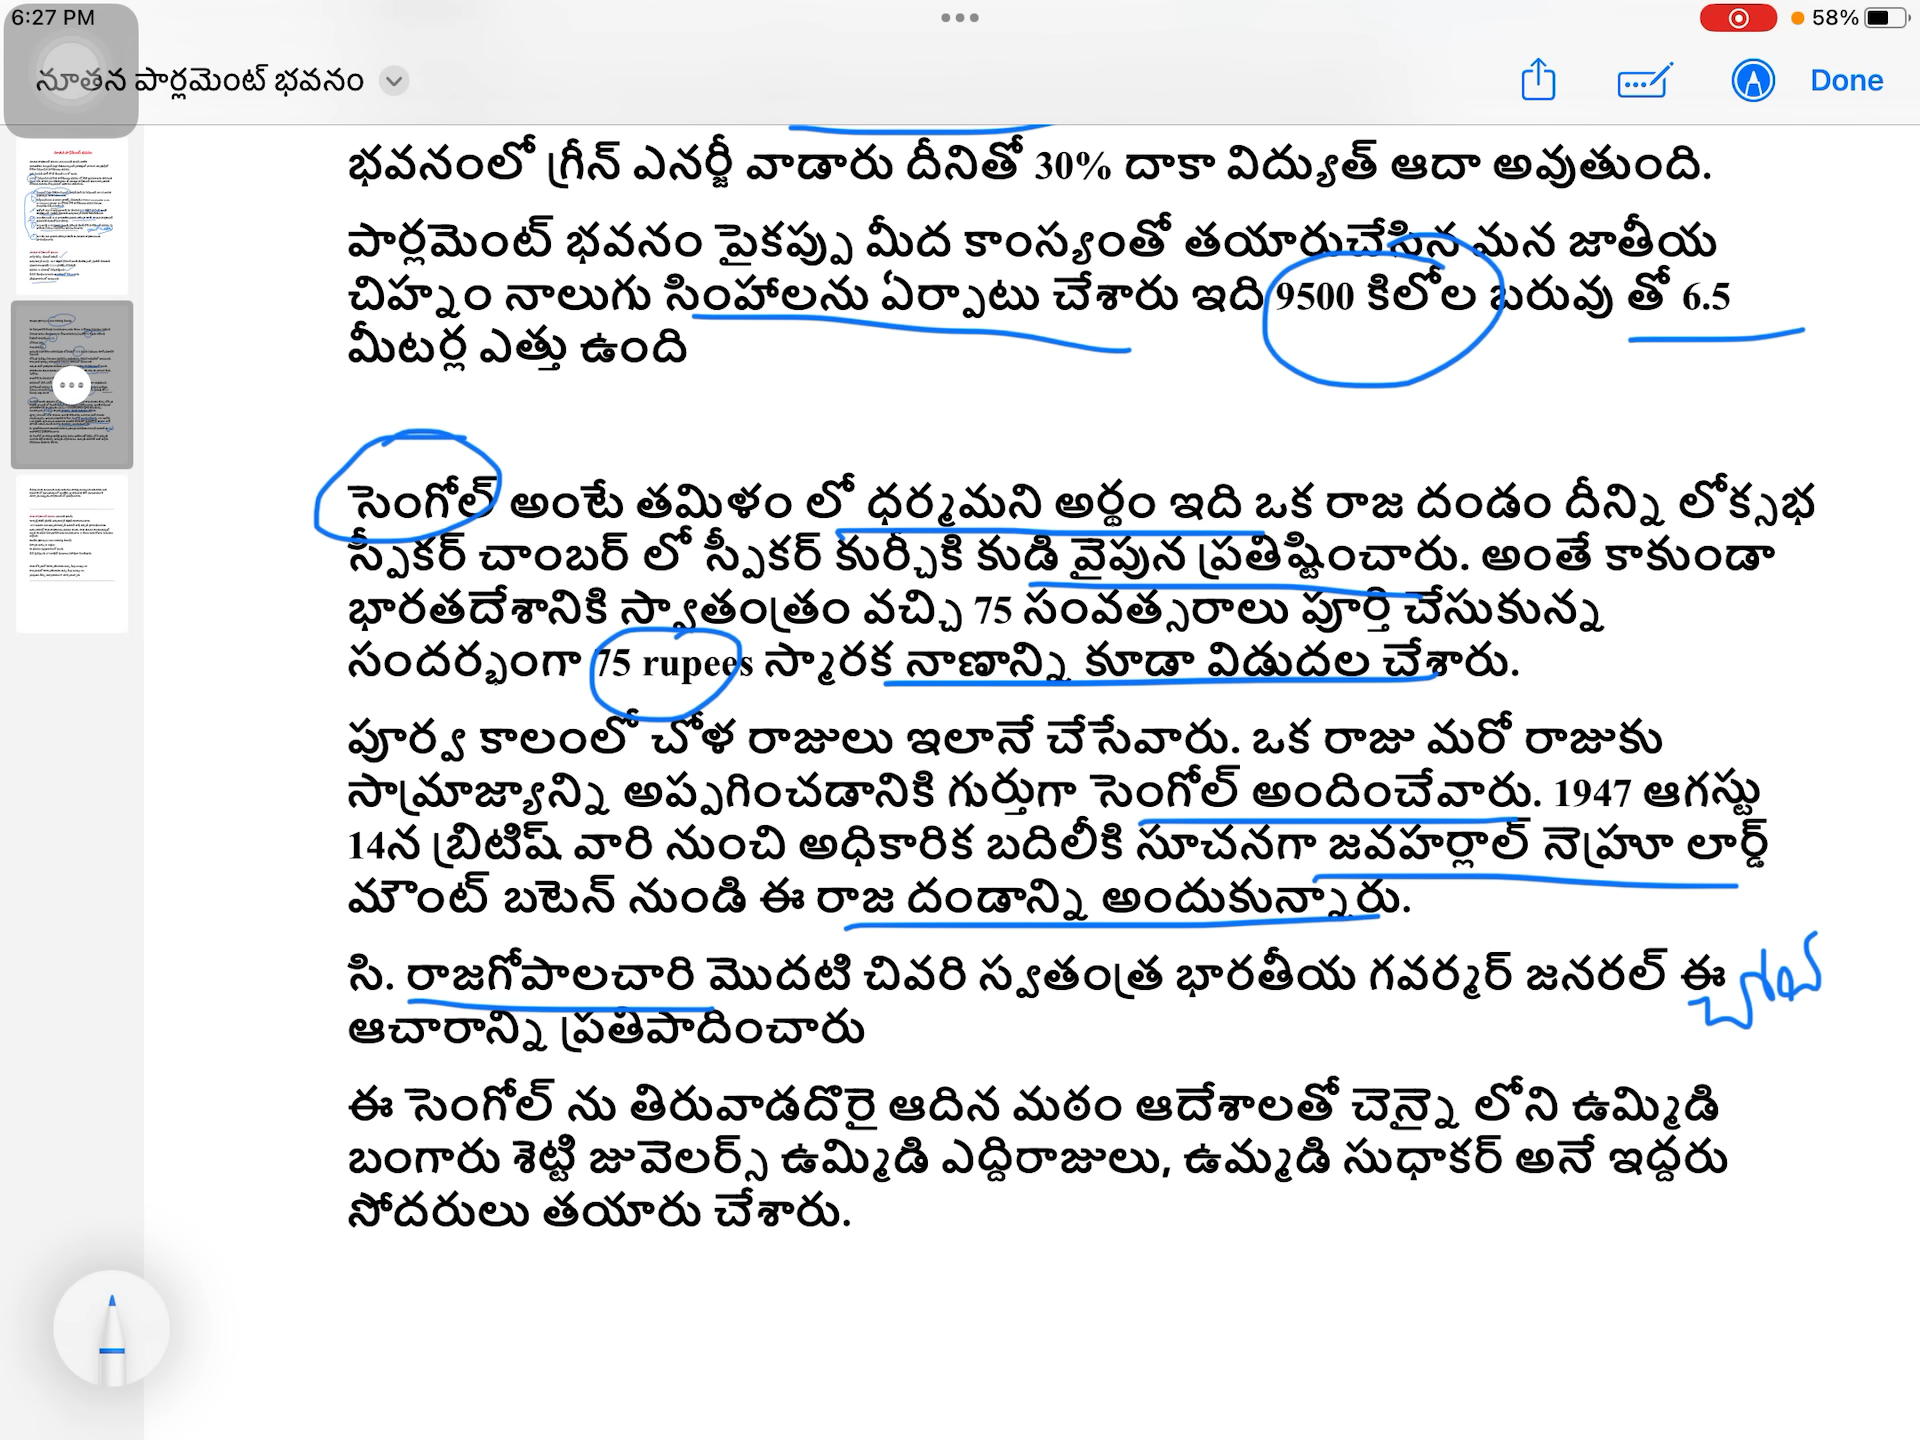 6:27 PM
58%
నూతన పార్లమెంట్ భవనం
Done
భవనంలో గ్రీన్ ఎనర్జీ వాడారు దీనితో 30% దాకా విద్యుత్ ఆదా అవుతుంది.
పార్లమెంట్ భవనం పైకప్పు మీద కాంస్యంతో తయారుచేసిన మన జాతీయ
చిహ్నం నాలుగు సింహాలను ఏర్పాటు చేశారు ఇది 9500 కిలోల బరువు తో 6.5
మీటర్ల ఎత్తు ఉంది
సెంగోల్ అంటే తమిళం లో ధర్మమని అర్థం ఇది ఒక రాజ దండం దీన్ని లోక్సభ
స్పీకర్ చాంబర్ లో స్పీకర్ కుర్చీకి కుడి వైపున ప్రతిష్టించారు. అంతే కాకుండా
భారతదేశానికి స్వాతంత్రం వచ్చి 75 సంవత్సరాలు పూర్తి చేసుకున్న
సందర్భంగా 75 rupees స్మారక నాణాన్ని కూడా విడుదల చేశారు.
పూర్వ కాలంలో చోళ రాజులు ఇలానే చేసేవారు. ఒక రాజు మరో రాజుకు
సామ్రాజ్యాన్ని అప్పగించడానికి గుర్తుగా సెంగోల్ అందించేవారు. 1947 ఆగస్టు
14న బ్రిటిష్ వారి నుంచి అధికారిక బదిలీకి సూచనగా జవహర్లాల్ నెహ్రూ లార్డ్
మౌంట్ బటెన్ నుండి ఈ రాజ దండాన్ని అందుకున్నారు.
సి. రాజగోపాలచారి మొదటి చివరి స్వతంత్ర భారతీయ గవర్మర్ జనరల్ ఈ
ఆచారాన్ని ప్రతిపాదించారు
ఈ సెంగోల్ ను తిరువాడదొరై ఆదిన మఠం ఆదేశాలతో చెన్నై లోని ఉమ్మిడి
బంగారు శెట్టి జువెలర్స్ ఉమ్మిడి ఎద్దిరాజులు, ఉమ్మడి సుధాకర్ అనే ఇద్దరు
సోదరులు తయారు చేశారు.